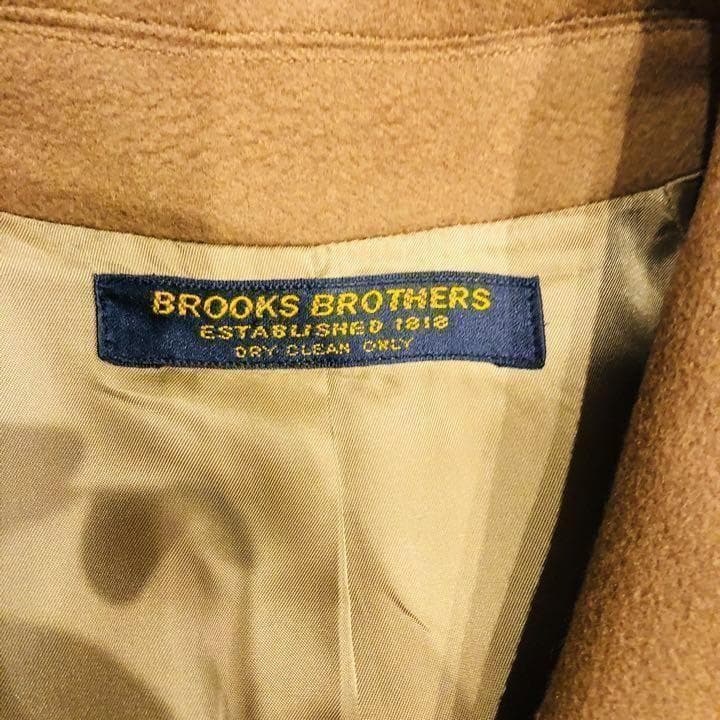 BROOKS BROTHERS
ESTABLISHED 1818
DRY CLEAN ONLY